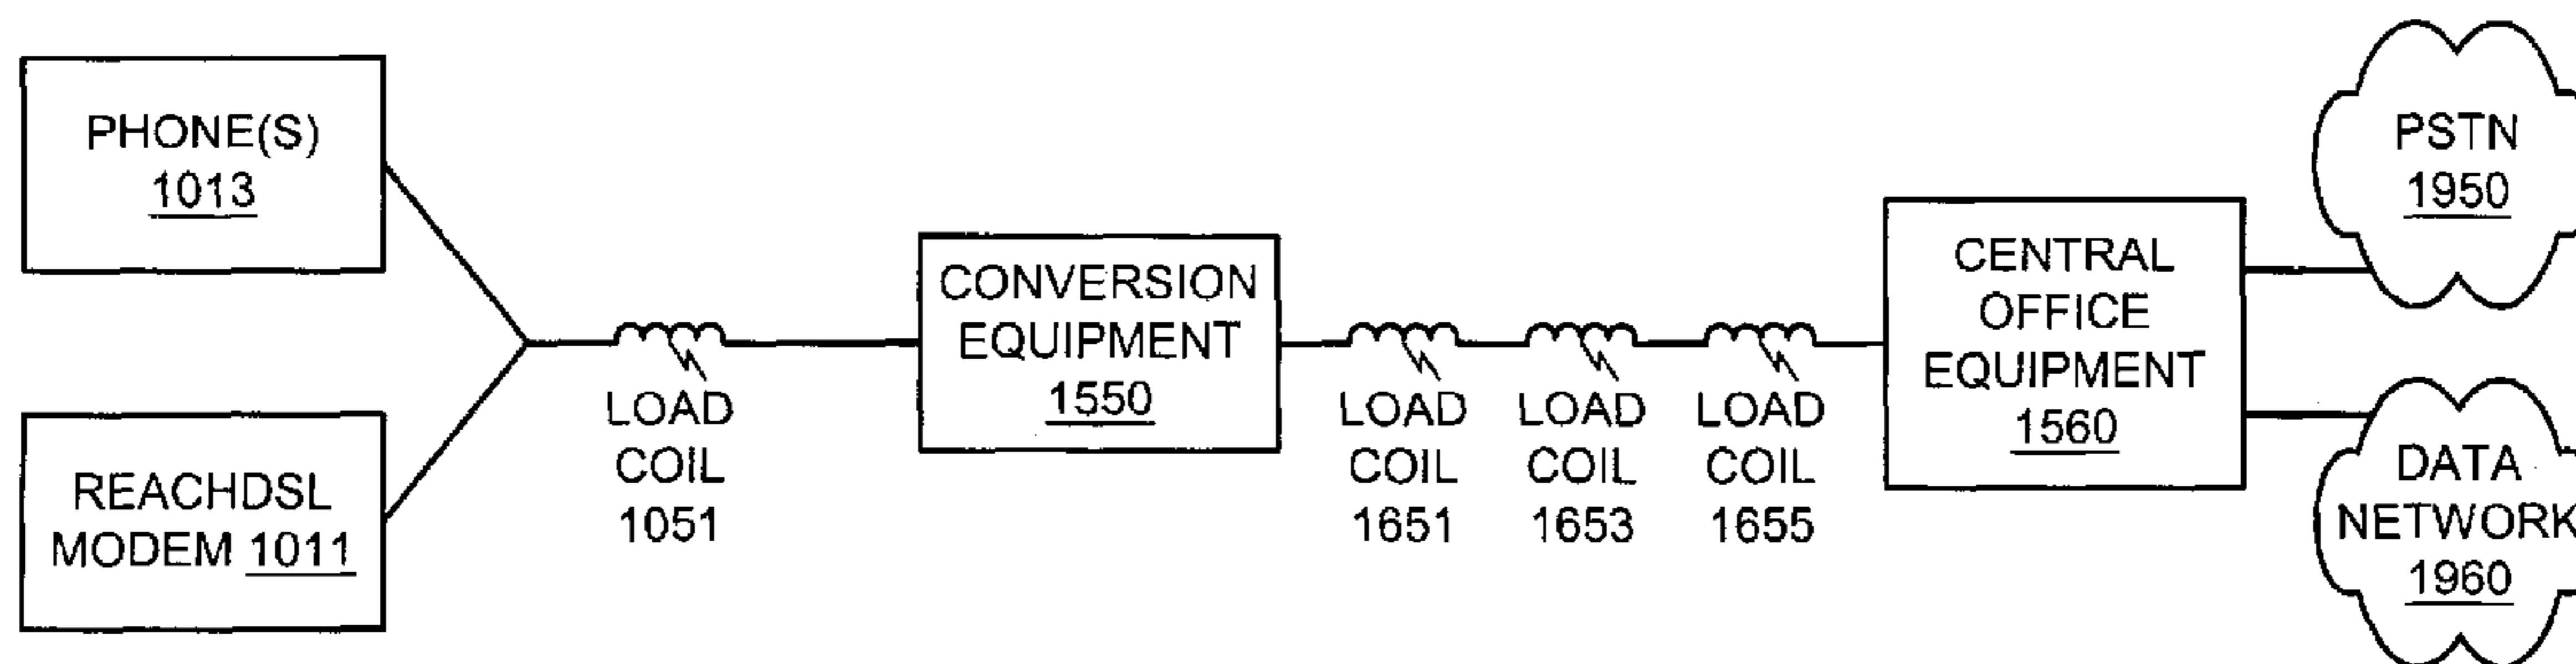 PHONE(S)
1013
REACHDSL
MODEM 1011
LOAD
COIL
1051
CONVERSION
EQUIPMENT
1550
LOAD
COIL
1651
LOAD
COIL
1653
LOAD
COIL
1655
CENTRAL
OFFICE
EQUIPMENT
1560
PSTN
1950
DATA
NETWORK
1960